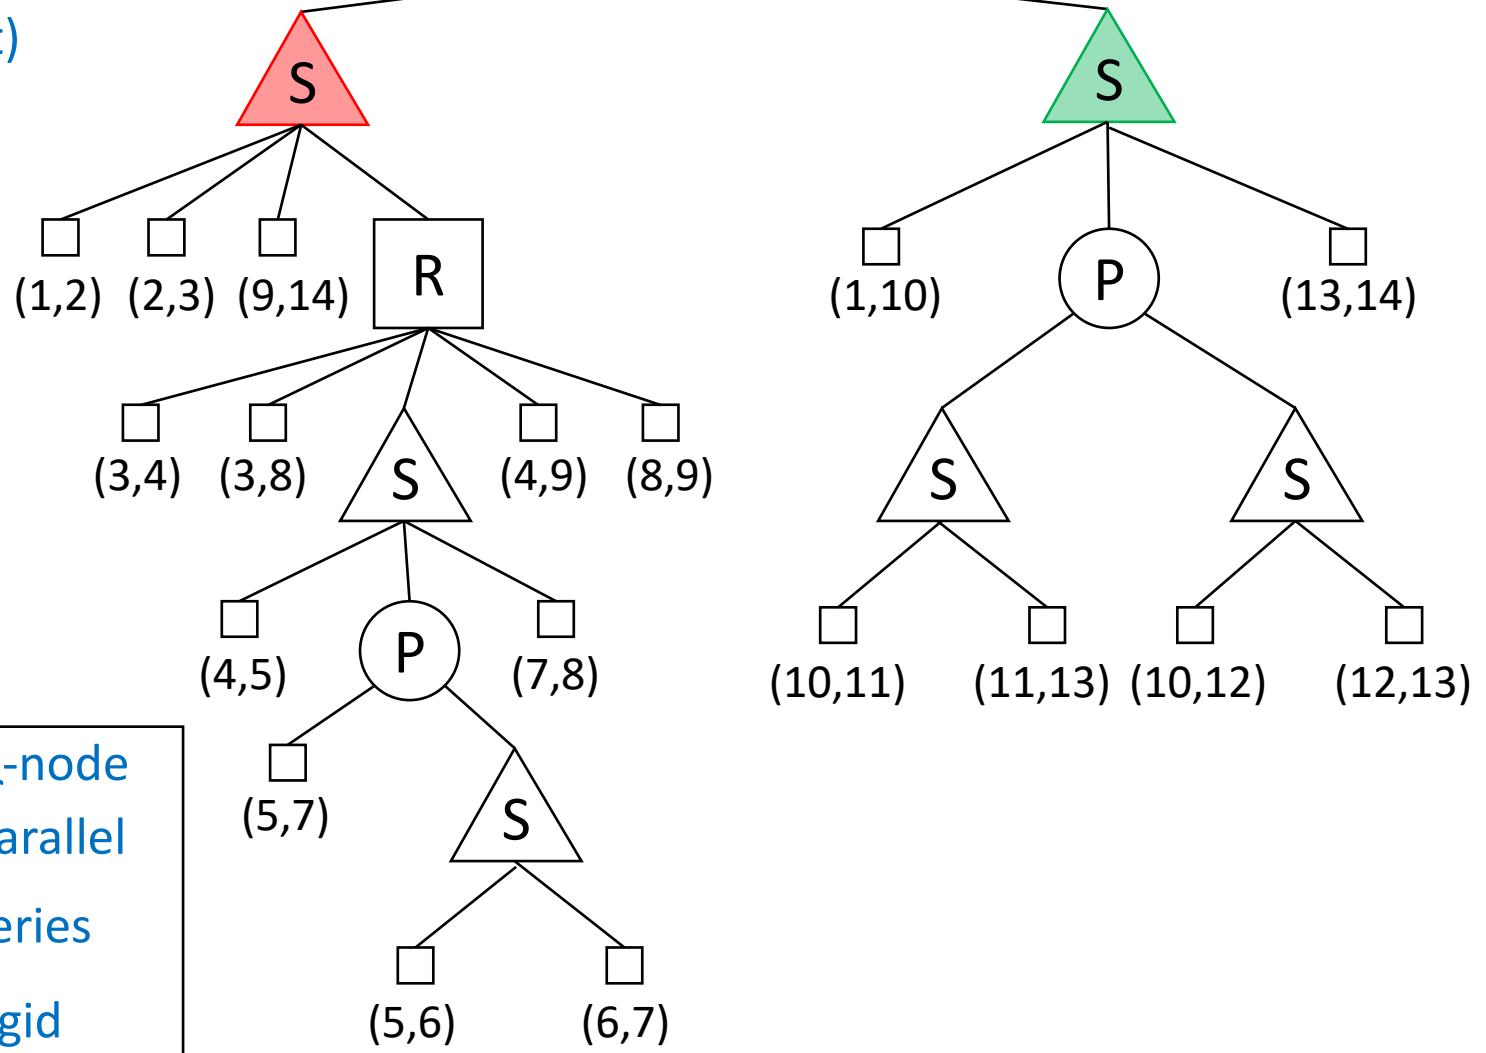 t)
S
S
(1,2) (2,3) (9,14)
R
(1,10)
P
(13,14)
(3,4) (3,8)
S
(4,9) (8,9)
S
S
(4,5)
P
(7,8)
(10,11) (11,13) (10,12) (12,13)
-node
(5,7)
S
arallel
eries
(5,6) (6,7)
gid